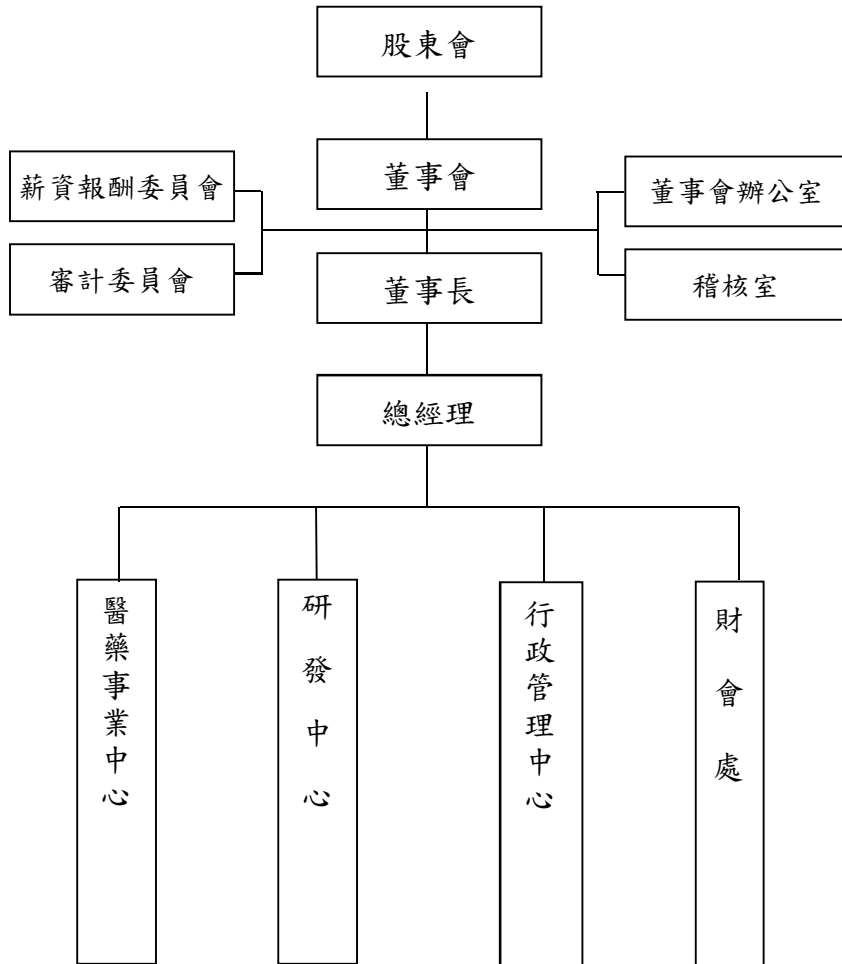 股東會
董事會
薪資報酬委員會
董事會辦公室
審計委員會
董事長
稽核室
總經理
醫藥事業中心
研發中心
行政管理中心
財會處